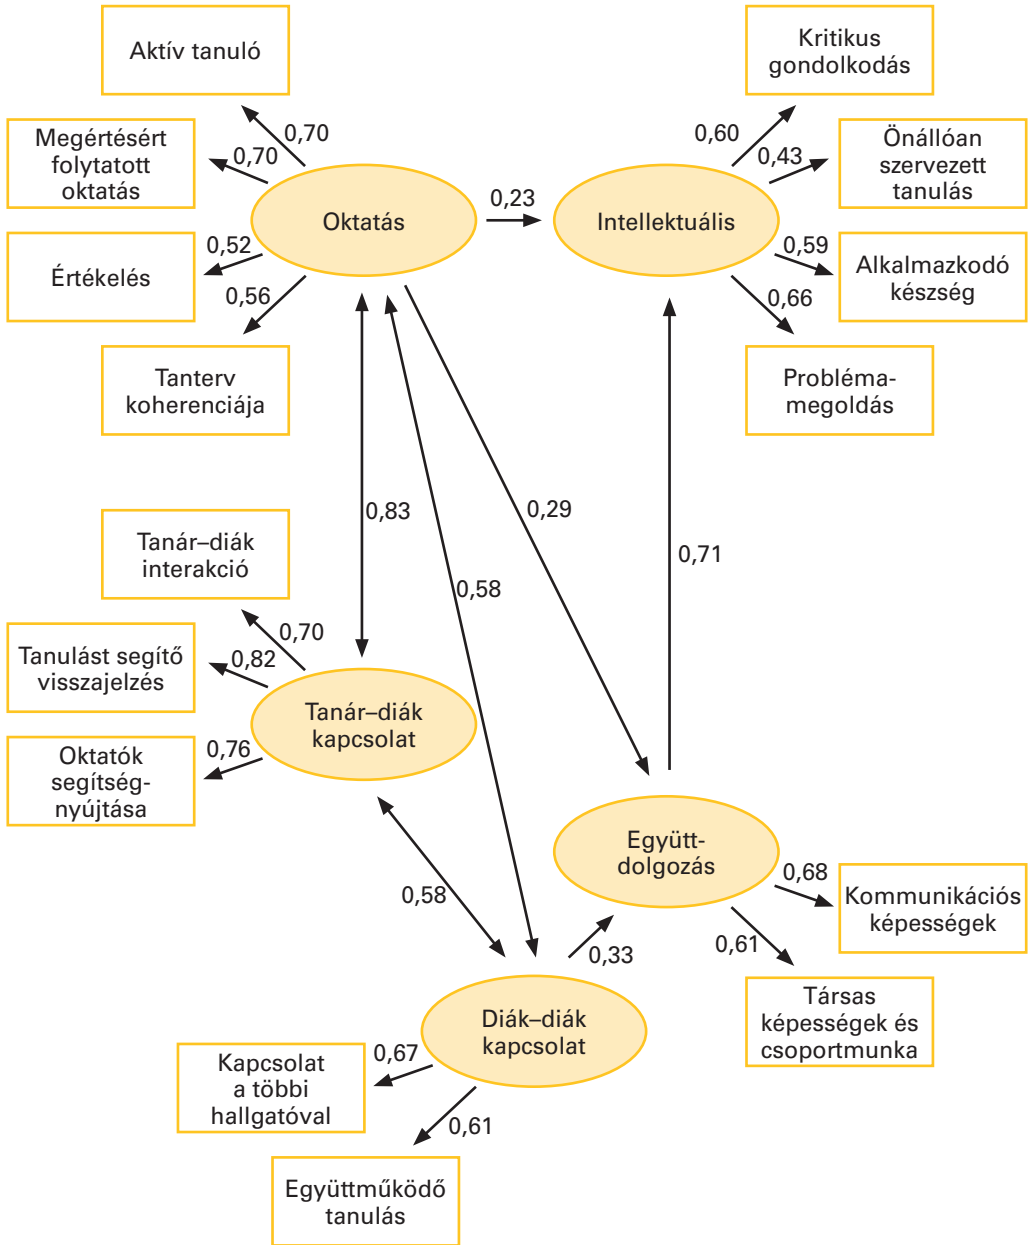 Aktív tanuló
Kritikus
gondolkodás
0,70
0,60
Megértésért
folytatott
oktatás
0,70
0,43
Önállóan
szervezett
tanulás
Oktatás
0,23
Intellektuális
Értékelés
0,52
0,59
Alkalmazkodó
készség
0,56
0,66
Tanterv
koherenciája
Probléma-
megoldás
0,83
0,29
Tanár–diák
interakció
0,58
0,71
0,70
Tanulást segítő
visszajelzés
0,82
Tanár–diák
kapcsolat
Oktatók
segítség-
nyújtása
0,76
Együtt-
dolgozás
0,58
0,68
Kommunikációs
képességek
0,33
0,61
Diák–diák
kapcsolat
Társas
képességek és
csoportmunka
Kapcsolat
a többi
hallgatóval
0,67
0,61
Együttműködő
tanulás